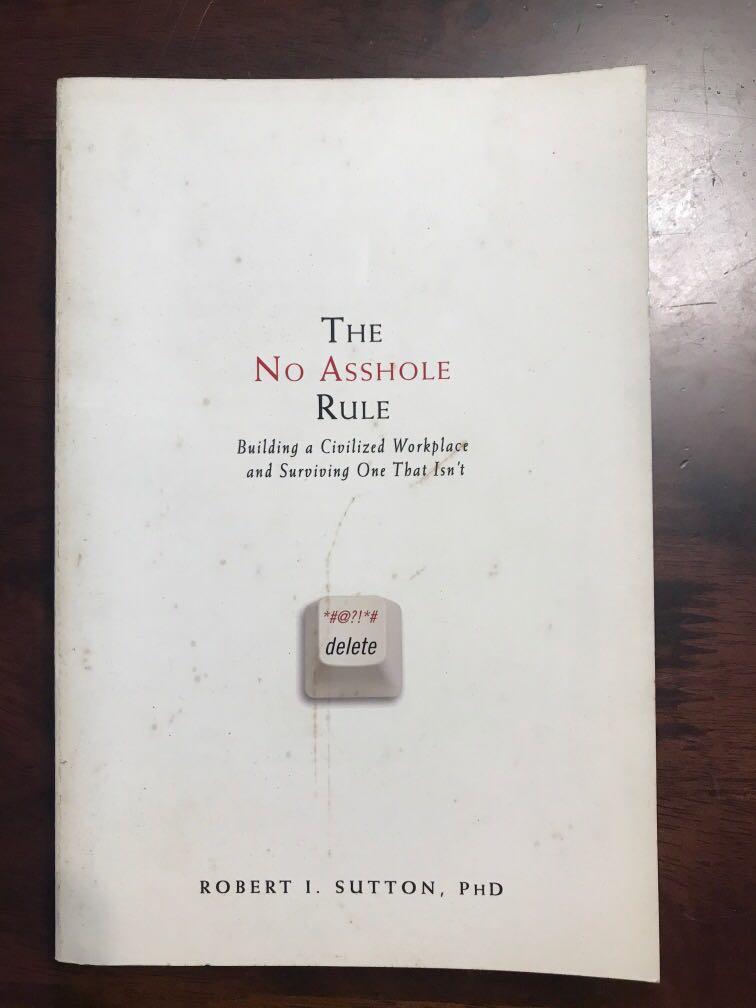 THE
NO ASSHOLE
RULE
Building a Civilized Workplace
and Surviving One That Isn't
*#@?!*#
delete
ROBERT I. SUTTON, PHD